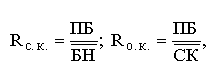 R С. К. = ПБ / БН; R О. К. = ПБ / СК,